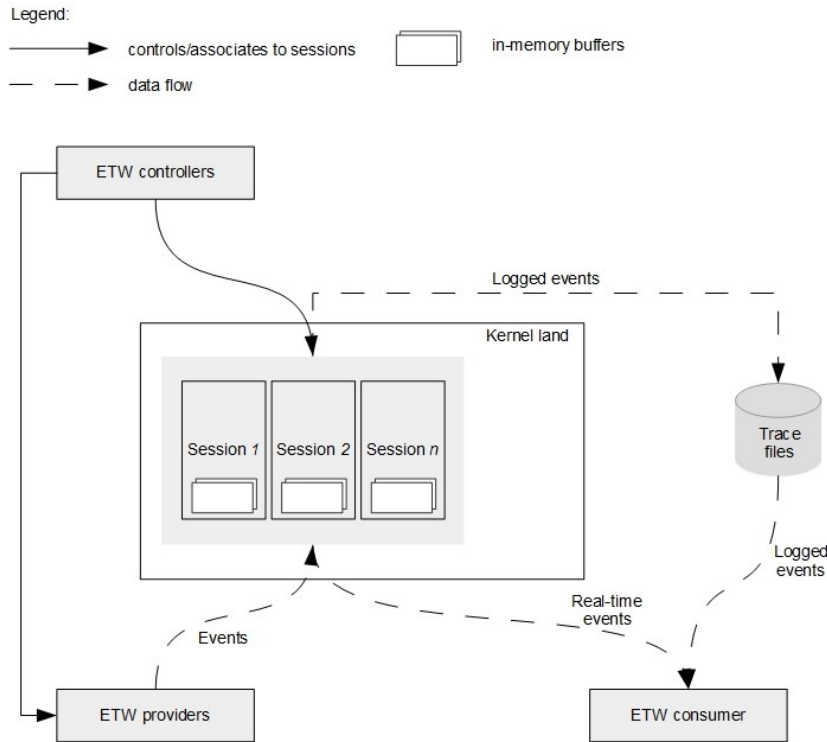 Legend:
controls/associates to sessions
in-memory buffers
data flow
ETW controllers
Logged events
Kernel land
Session 1
Session 2
Session n
Trace
files
Logged
events
Real-time
events
Events
ETW providers
ETW consumer